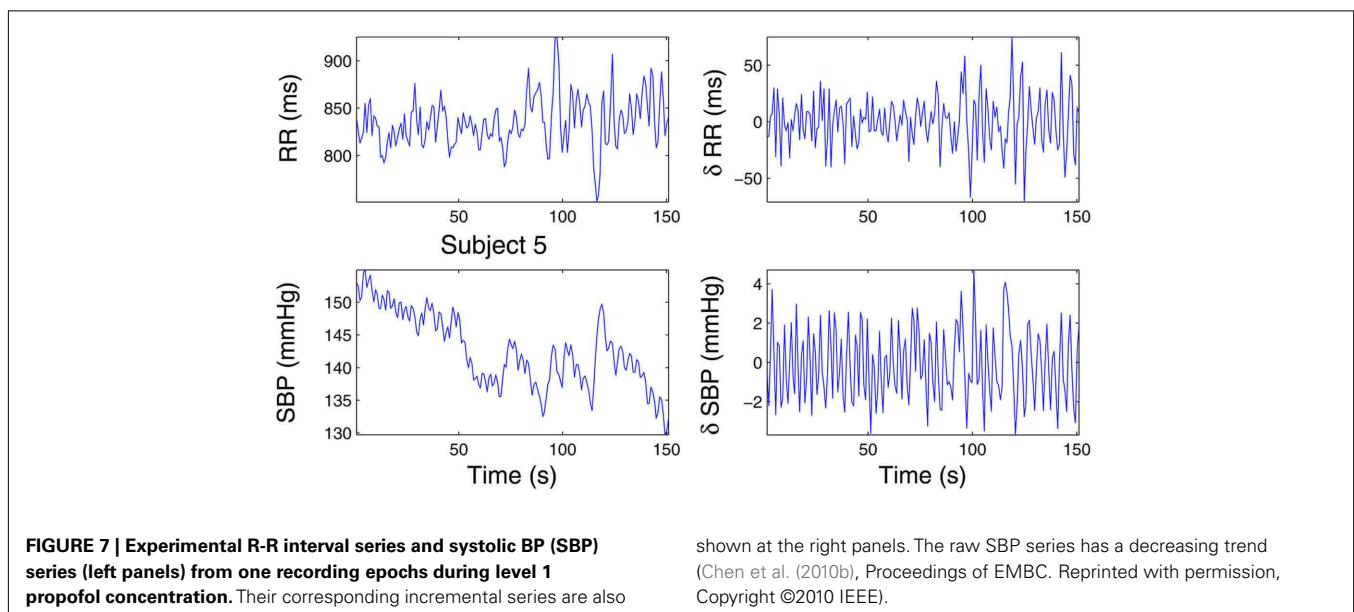 RR (ms)
900
850
800
50
100
150
Subject 5
δ RR (ms)
50
0
−50
50
100
150
SBP (mmHg)
150
145
140
135
130
50
100
150
Time (s)
δ SBP (mmHg)
4
2
0
−2
50
100
150
Time (s)
FIGURE 7 | Experimental R-R interval series and systolic BP (SBP)
series (left panels) from one recording epochs during level 1
propofol concentration. Their corresponding incremental series are also
shown at the right panels. The raw SBP series has a decreasing trend
(Chen et al. (2010b), Proceedings of EMBC. Reprinted with permission,
Copyright ©2010 IEEE).